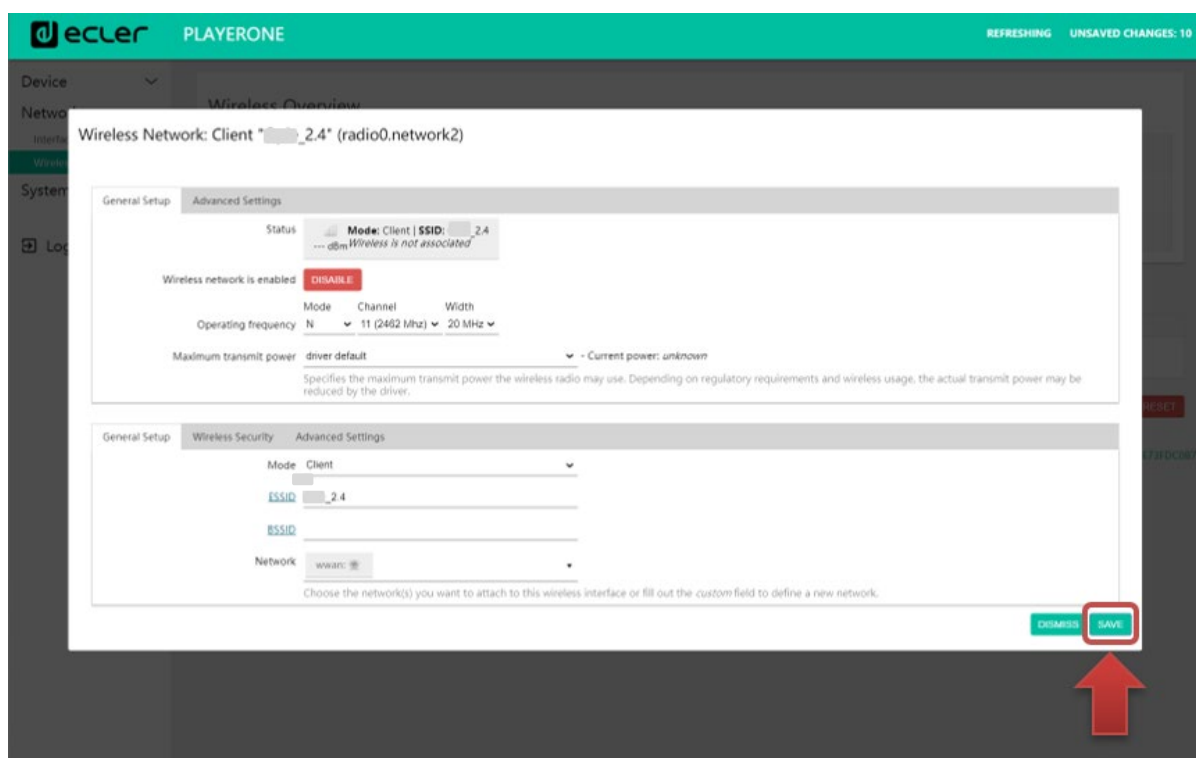 ecler PLAYERONE REFRESHING UNSAVED CHANGES: 10
Device
Wireless Overview
Wireless Network: Client "_2.4" (radio0.network2)
System
General Setup Advanced Settings
Status Mode: Client | SSID: _2.4
--- dBm Wireless is not associated
Wireless network is enabled DISABLE
Mode Channel Width
Operating frequency N 11 (2462 Mhz) 20 MHz
Maximum transmit power driver default - Current power: unknown
Specifies the maximum transmit power the wireless radio may use. Depending on regulatory requirements and wireless usage, the actual transmit power may be
reduced by the driver.
RESET
General Setup Wireless Security Advanced Settings
Mode Client
ESSID _2.4
BSSID
Network wwan:
Choose the network(s) you want to attach to this wireless interface or fill out the custom field to define a new network.
DISMISS SAVE